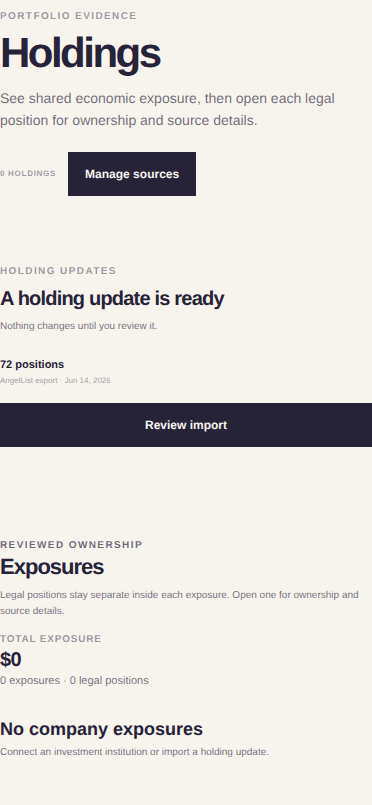 PORTFOLIO EVIDENCE
Holdings
See shared economic exposure, then open each legal
position for ownership and source details.
0 HOLDINGS
Manage sources
HOLDING UPDATES
A holding update is ready
Nothing changes until you review it.
72 positions
AngelList export · Jun 14, 2026
Review import
REVIEWED OWNERSHIP
Exposures
Legal positions stay separate inside each exposure. Open one for ownership and
source details.
TOTAL EXPOSURE
$0
0 exposures · 0 legal positions
No company exposures
Connect an investment institution or import a holding update.